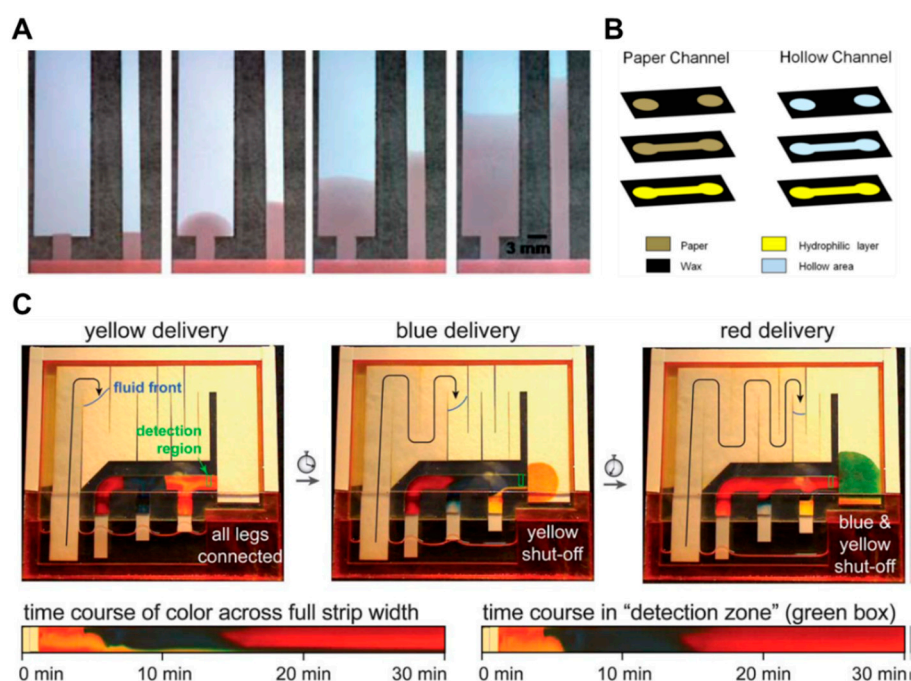 A
B
Paper Channel
Hollow Channel
3 mm
Paper
Hydrophilic layer
Wax
Hollow area
C
yellow delivery
blue delivery
red delivery
fluid front
detection
region
all legs
connected
yellow
shut-off
blue &
yellow
shut-off
time course of color across full strip width
time course in "detection zone" (green box)
0 min
10 min
20 min
30 min
0 min
10 min
20 min
30 min